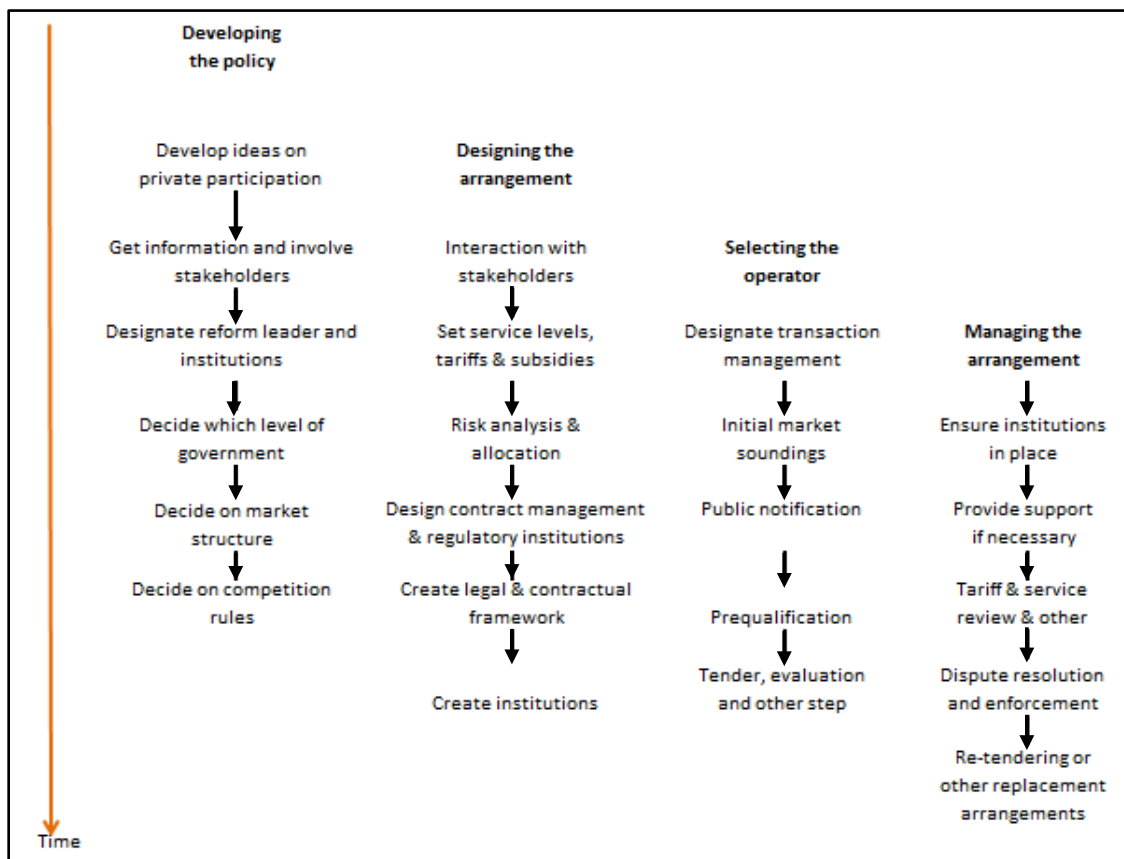 Developing
the policy
Develop ideas on
private participation
Get information and involve
stakeholders
Designate reform leader and
institutions
Decide which level of
government
Decide on market
structure
Decide on competition
rules
Designing the
arrangement
Interaction with
stakeholders
Set service levels,
tariffs & subsidies
Risk analysis &
allocation
Design contract management
& regulatory institutions
Create legal & contractual
framework
Create institutions
Selecting the
operator
Designate transaction
management
Initial market
soundings
Public notification
Prequalification
Tender, evaluation
and other step
Managing the
arrangement
Ensure institutions
in place
Provide support
if necessary
Tariff & service
review & other
Dispute resolution
and enforcement
Re-tendering or
other replacement
arrangements
Time